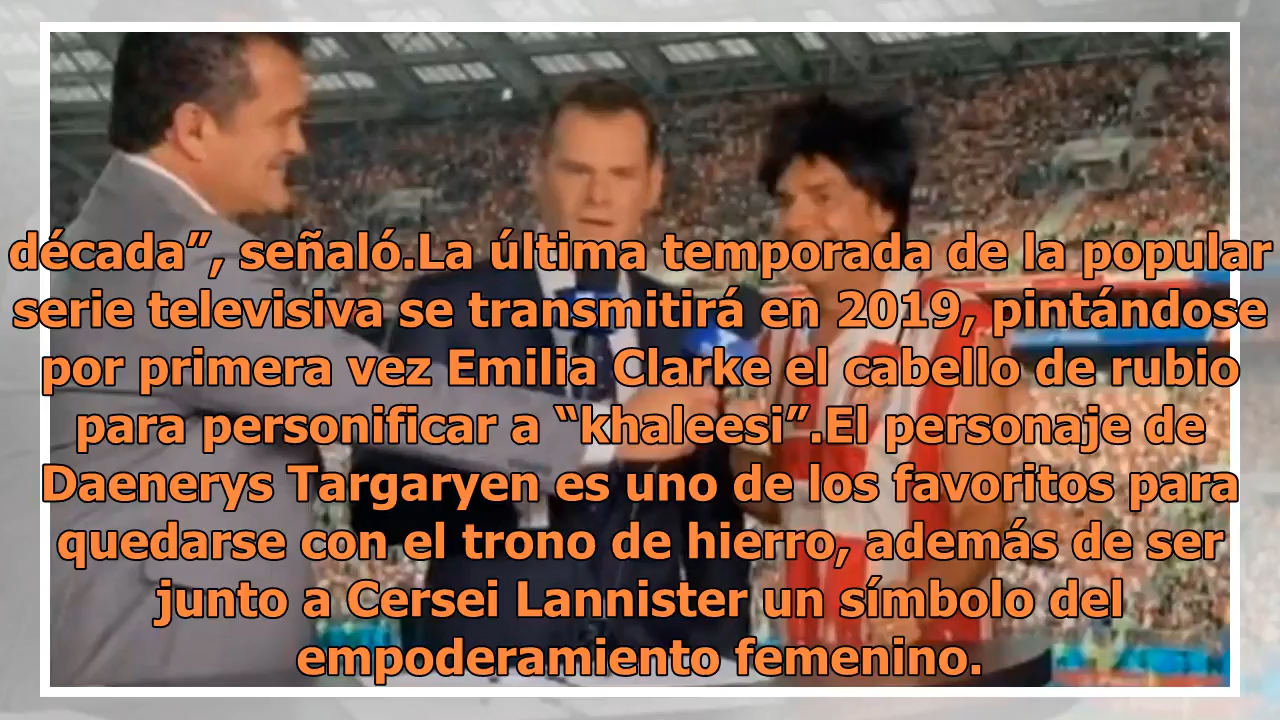 década”, señaló.La última temporada de la popular
serie televisiva se transmitirá en 2019, pintándose
por primera vez Emilia Clarke el cabello de rubio
para personificar a “khaleesi”.El personaje de
Daenerys Targaryen es uno de los favoritos para
quedarse con el trono de hierro, además de ser
junto a Cersei Lannister un símbolo del
empoderamiento femenino.